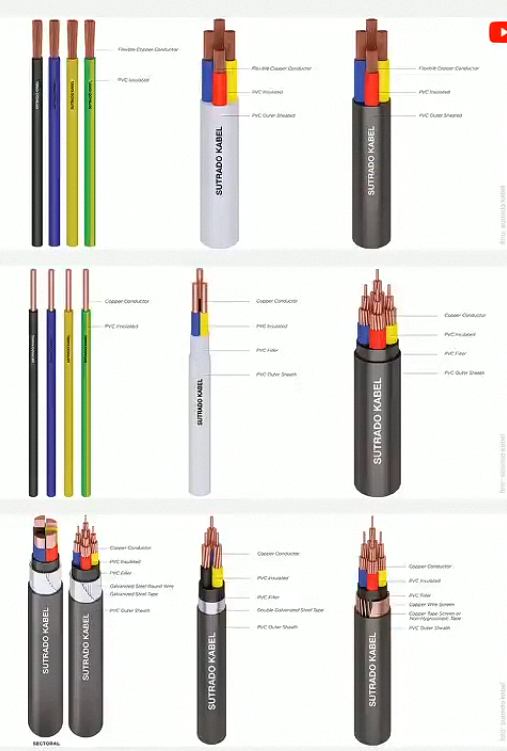 Flexible Copper Conductor
PVC Insulated
SUTRADO KABEL
Flexible Copper Conductor
PVC Insulated
PVC Outer Sheated
SUTRADO KABEL
Flexible Copper Conductor
PVC Insulated
PVC Outer Sheated
SUTRADO KABEL
Copper Conductor
PVC Insulated
Copper Conductor
PVC Insulated
PVC Filler
PVC Outer Sheath
SUTRADO KABEL
Copper Conductor
PVC Insulated
PVC Filler
PVC Outer Sheath
SUTRADO KABEL
Copper Conductor
PVC Insulated
PVC Filler
Galvanized Steel Round Wire
Galvanized Steel Tape
PVC Outer Sheath
SUTRADO KABEL
SUTRADO KABEL
SECTORAL
Copper Conductor
PVC Insulated
PVC Filler
Double Galvanized Steel Tape
PVC Outer Sheath
SUTRADO KABEL
Copper Conductor
PVC Insulated
PVC Filler
Copper Wire Screen
Copper Tape Screen or
Non Hygroscopic Tape
PVC Outer Sheath
SUTRADO KABEL